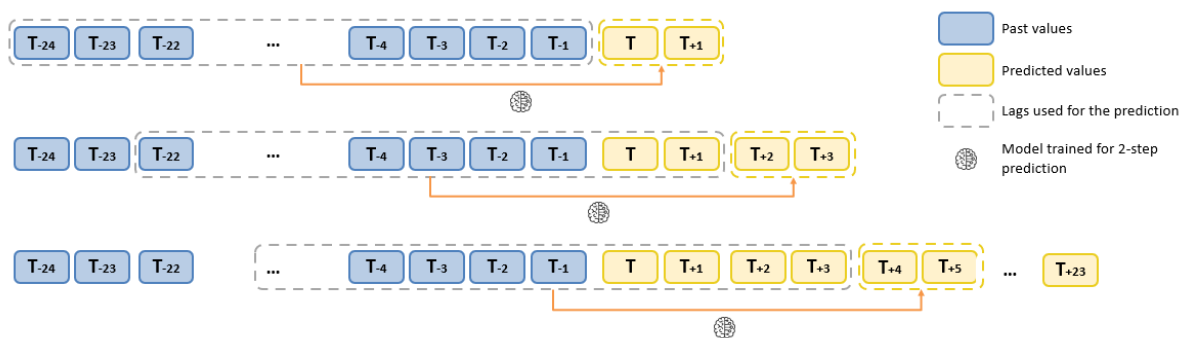 T-24 T-23 T-22 ... T-4 T-3 T-2 T-1 T T+1
T-24 T-23 T-22 ... T-4 T-3 T-2 T-1 T T+1 T+2 T+3
T-24 T-23 T-22 ... T-4 T-3 T-2 T-1 T T+1 T+2 T+3 T+4 T+5 ... T+23
Past values
Predicted values
Lags used for the prediction
Model trained for 2-step
prediction